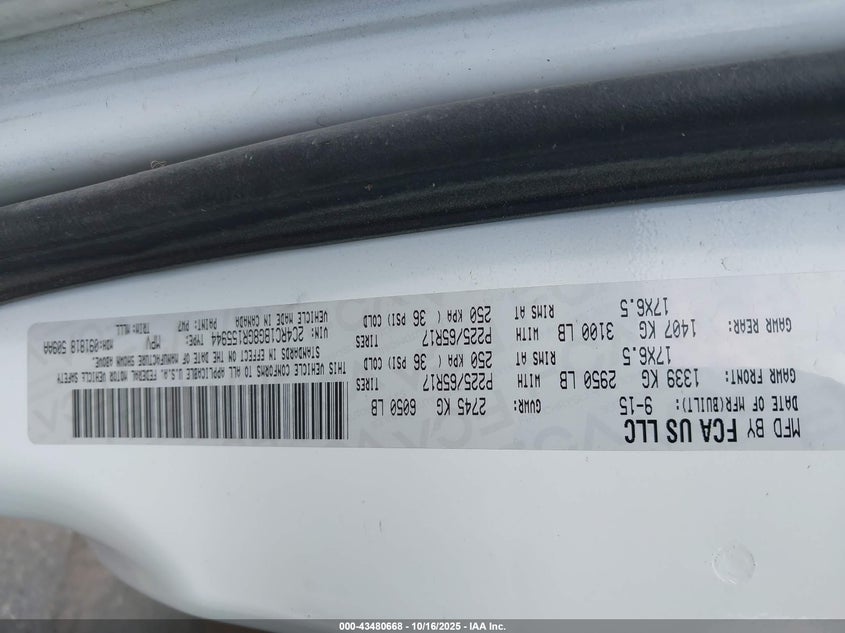 MFD BY FCA US LLC
DATE OF MFR(BUILT): 9-15 GVWR: 2745 KG 6050 LB
GAWR FRONT: 1339 KG 2950 LB WITH P225/65R17 TIRES
17X6.5 RIMS AT 250 KPA ( 36 PSI) COLD
GAWR REAR: 1407 KG 3100 LB WITH P225/65R17 TIRES
17X6.5 RIMS AT 250 KPA ( 36 PSI) COLD
THIS VEHICLE CONFORMS TO ALL APPLICABLE U.S.A. FEDERAL MOTOR VEHICLE SAFETY
STANDARDS IN EFFECT ON THE DATE OF MANUFACTURE SHOWN ABOVE.
VIN: 2C4RC1BG8GR155944 TYPE: MPV MDH: 509AA
VEHICLE MADE IN CANADA PAINT: PW7 TRIM:
000-43480668 - 10/16/2025 - IAA Inc.